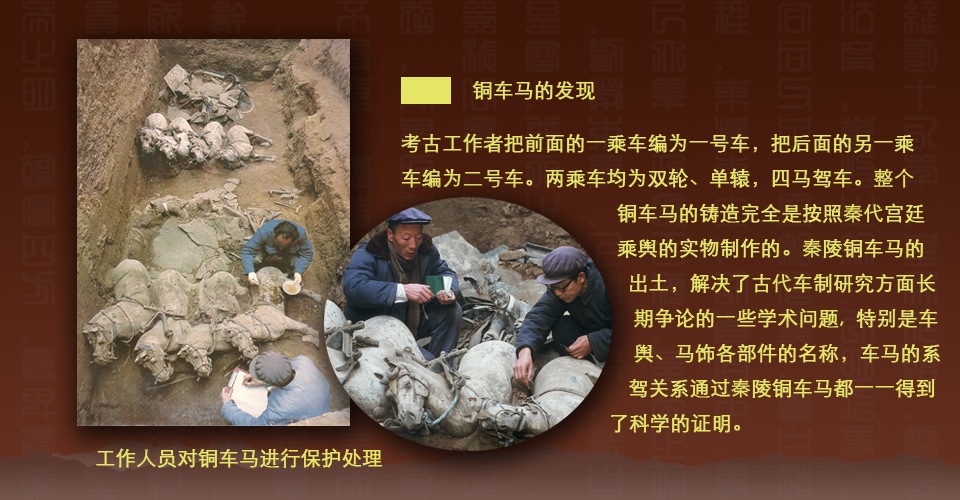 铜车马的发现
考古工作者把前面的一乘车编为一号车，把后面的另一乘
车编为二号车。两乘车均为双轮、单辕，四马驾车。整个
铜车马的铸造完全是按照秦代宫廷
乘舆的实物制作的。秦陵铜车马的
出土，解决了古代车制研究方面长
期争论的一些学术问题，特别是车
舆、马饰各部件的名称，车马的系
驾关系通过秦陵铜车马都一一得到
了科学的证明。
工作人员对铜车马进行保护处理